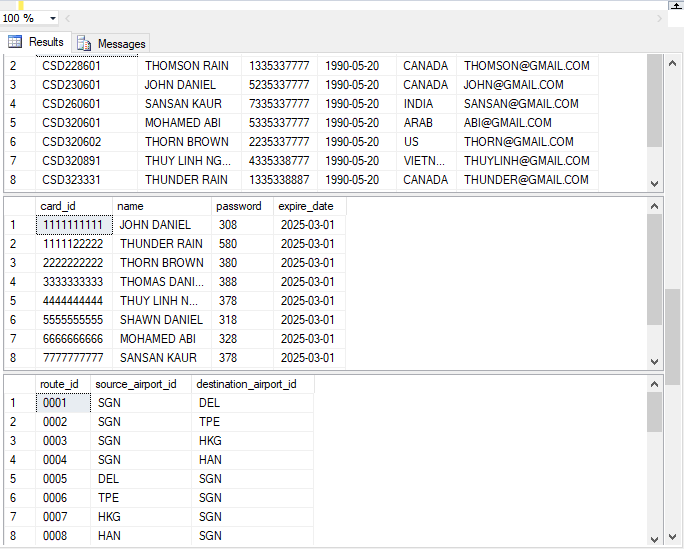 100 %
Results Messages
2 CSD228601 THOMSON RAIN 1335337777 1990-05-20 CANADA THOMSON@GMAIL.COM
3 CSD230601 JOHN DANIEL 5235337777 1990-05-20 CANADA JOHN@GMAIL.COM
4 CSD260601 SANSAN KAUR 7335337777 1990-05-20 INDIA SANSAN@GMAIL.COM
5 CSD320601 MOHAMED ABI 5335337777 1990-05-20 ARAB ABI@GMAIL.COM
6 CSD320602 THORN BROWN 2235337777 1990-05-20 US THORN@GMAIL.COM
7 CSD320891 THUY LINH NG... 4335338777 1990-05-20 VIETN... THUYLINH@GMAIL.COM
8 CSD323331 THUNDER RAIN 1335338887 1990-05-20 CANADA THUNDER@GMAIL.COM
card_id name password expire_date
1 1111111111 JOHN DANIEL 308 2025-03-01
2 1111122222 THUNDER RAIN 580 2025-03-01
3 2222222222 THORN BROWN 380 2025-03-01
4 3333333333 THOMAS DANI... 388 2025-03-01
5 4444444444 THUY LINH N... 378 2025-03-01
6 5555555555 SHAWN DANIEL 318 2025-03-01
7 6666666666 MOHAMED ABI 328 2025-03-01
8 7777777777 SANSAN KAUR 378 2025-03-01
route_id source_airport_id destination_airport_id
1 0001 SGN DEL
2 0002 SGN TPE
3 0003 SGN HKG
4 0004 SGN HAN
5 0005 DEL SGN
6 0006 TPE SGN
7 0007 HKG SGN
8 0008 HAN SGN